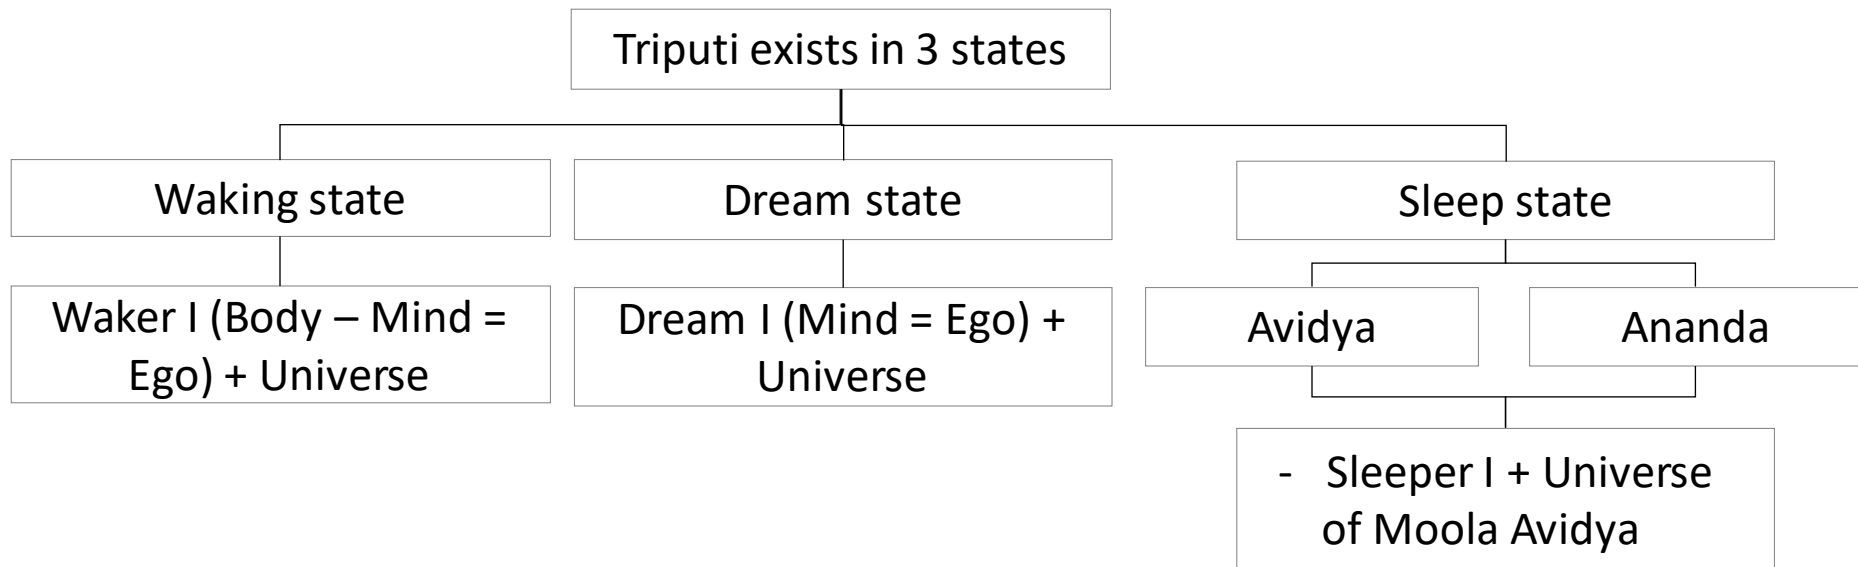 Triputi exists in 3 states
Waking state
Dream state
Sleep state
Waker I (Body – Mind =
Ego) + Universe
Dream I (Mind = Ego) +
Universe
Avidya
Ananda
- Sleeper I + Universe
of Moola Avidya